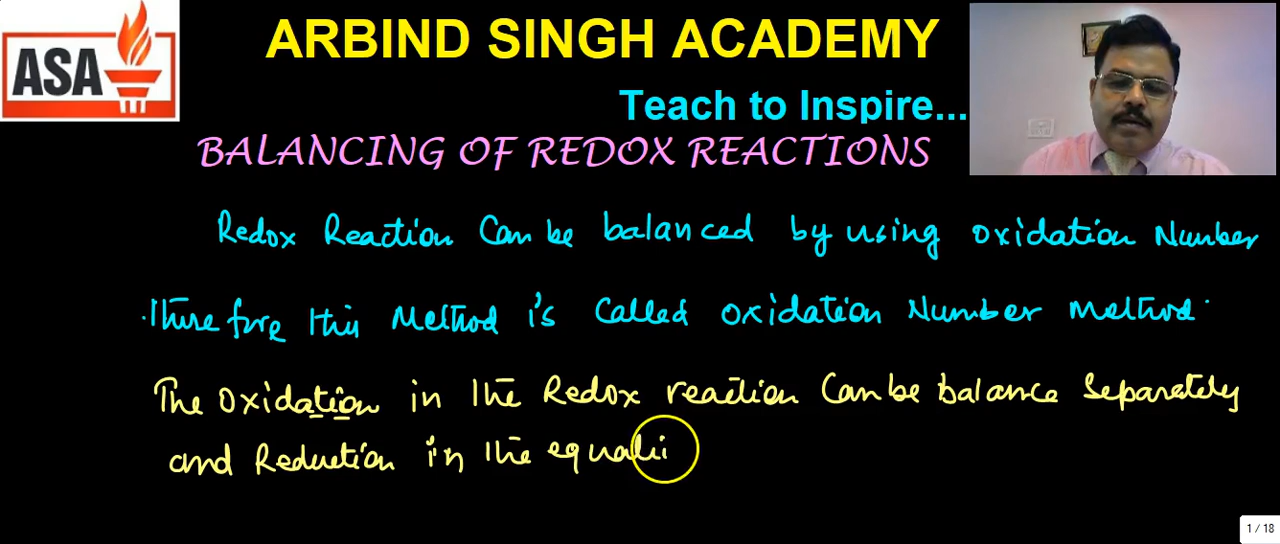 ASA
ARBIND SINGH ACADEMY
Teach to Inspire...
BALANCING OF REDOX REACTIONS
Redox Reaction Can be balanced by using oxidation Number
Therefore this Method is Called oxidation Number Method.
The oxidation in the Redox reaction Can be balance Separately
and Reduction in the equati
1 / 18